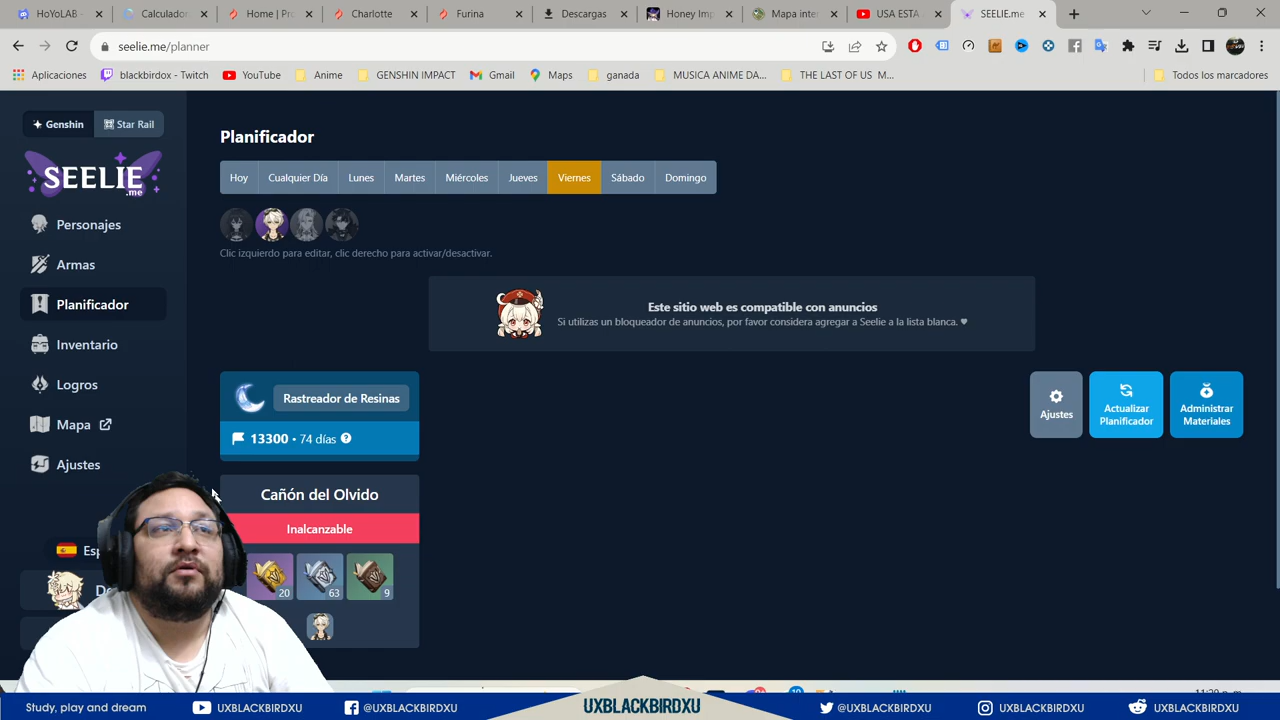 HoYoLAB -
Calculador
Home | Pro
Charlotte
Furina
Descargas
Honey Imp
Mapa inte
USA ESTA
SEELIE.me
seelie.me/planner
Aplicaciones
blackbirdox - Twitch
YouTube
Anime
GENSHIN IMPACT
Gmail
Maps
ganada
MUSICA ANIME DA...
THE LAST OF US M...
Todos los marcadores
Genshin
Star Rail
SEELIE
.me
Personajes
Armas
Planificador
Inventario
Logros
Mapa
Ajustes
Esp
De
Planificador
Hoy
Cualquier Día
Lunes
Martes
Miércoles
Jueves
Viernes
Sábado
Domingo
Clic izquierdo para editar, clic derecho para activar/desactivar.
Este sitio web es compatible con anuncios
Si utilizas un bloqueador de anuncios, por favor considera agregar a Seelie a la lista blanca. ♥
Rastreador de Resinas
13300 • 74 días
Ajustes
Actualizar
Planificador
Administrar
Materiales
Cañón del Olvido
Inalcanzable
20
63
9
Study, play and dream
UXBLACKBIRDXU
@UXBLACKBIRDXU
UXBLACKBIRDXU
@UXBLACKBIRDXU
UXBLACKBIRDXU
UXBLACKBIRDXU